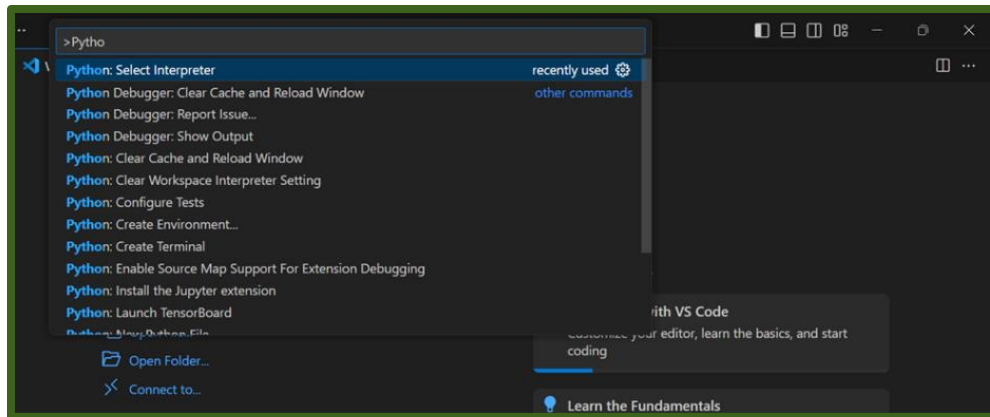 >Pytho
Python: Select Interpreter recently used
Python Debugger: Clear Cache and Reload Window other commands
Python Debugger: Report Issue...
Python Debugger: Show Output
Python: Clear Cache and Reload Window
Python: Clear Workspace Interpreter Setting
Python: Configure Tests
Python: Create Environment...
Python: Create Terminal
Python: Enable Source Map Support For Extension Debugging
Python: Install the Jupyter extension
Python: Launch TensorBoard
Python: New Python File
with VS Code
Customize your editor, learn the basics, and start
coding
Open Folder...
Connect to...
Learn the Fundamentals